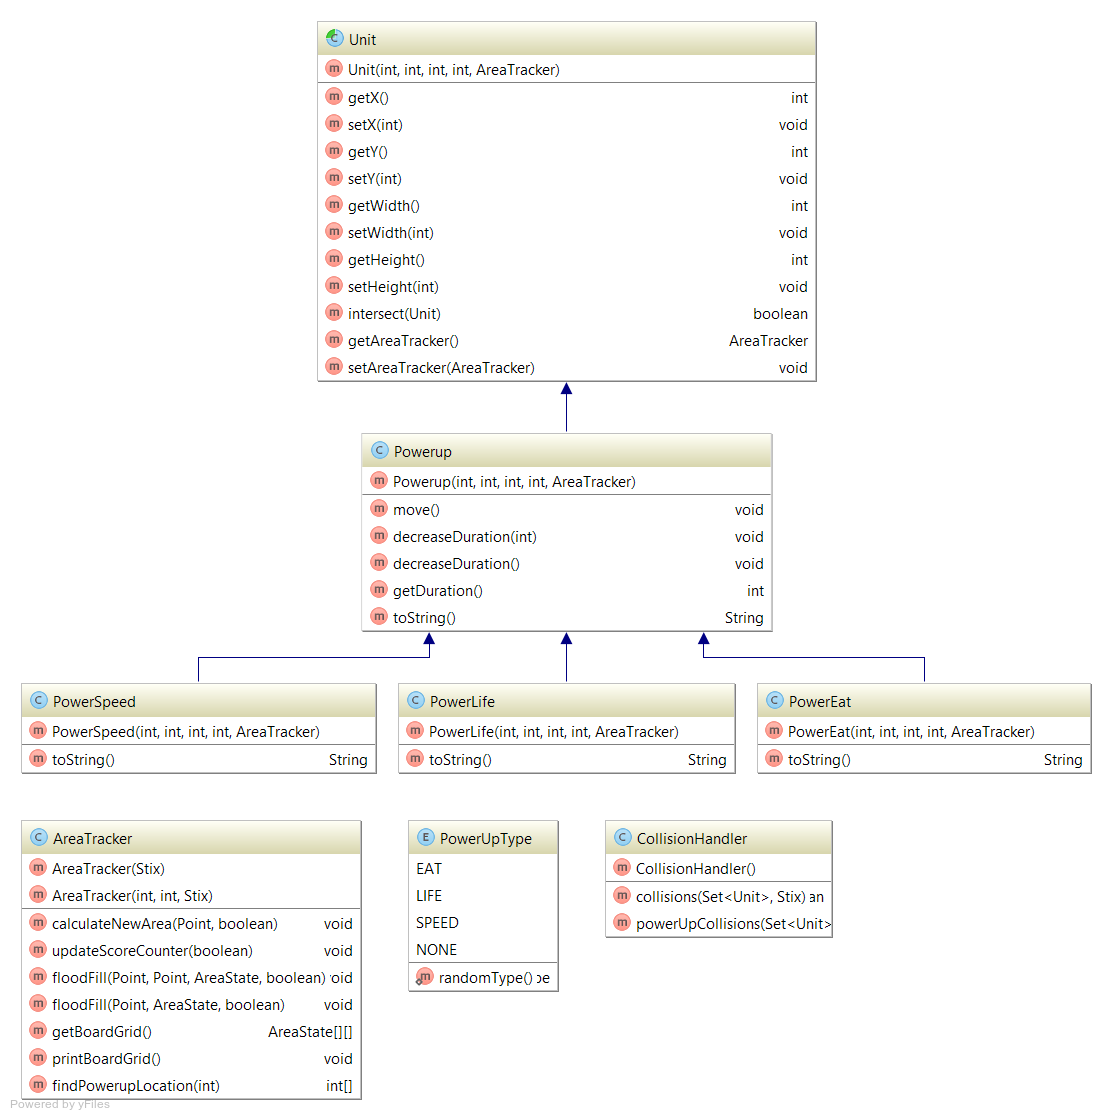 Unit
Unit(int, int, int, int, AreaTracker)
getX() int
setX(int) void
getY() int
setY(int) void
getWidth() int
setWidth(int) void
getHeight() int
setHeight(int) void
intersect(Unit) boolean
getAreaTracker() AreaTracker
setAreaTracker(AreaTracker) void
Powerup
Powerup(int, int, int, int, AreaTracker)
move() void
decreaseDuration(int) void
decreaseDuration() void
getDuration() int
toString() String
PowerSpeed
PowerSpeed(int, int, int, int, AreaTracker)
toString() String
PowerLife
PowerLife(int, int, int, int, AreaTracker)
toString() String
PowerEat
PowerEat(int, int, int, int, AreaTracker)
toString() String
AreaTracker
AreaTracker(Stix)
AreaTracker(int, int, Stix)
calculateNewArea(Point, boolean) void
updateScoreCounter(boolean) void
floodFill(Point, Point, AreaState, boolean) oid
floodFill(Point, AreaState, boolean) void
getBoardGrid() AreaState[][]
printBoardGrid() void
findPowerupLocation(int) int[]
PowerUpType
EAT
LIFE
SPEED
NONE
randomType() pe
CollisionHandler
CollisionHandler()
collisions(Set<Unit>, Stix) an
powerUpCollisions(Set<Unit>
Powered by yFiles